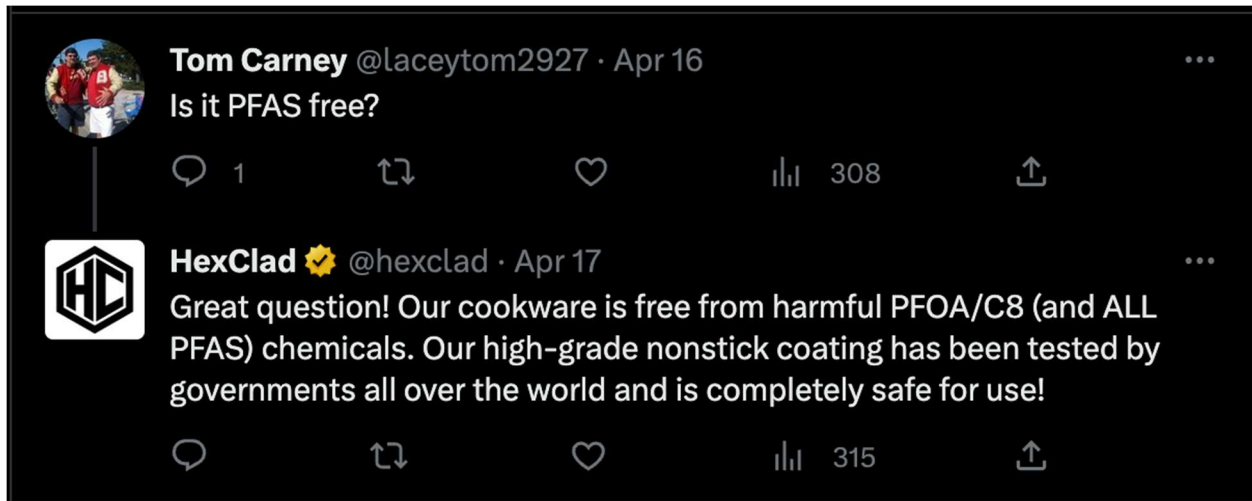 Tom Carney @laceytom2927 · Apr 16
Is it PFAS free?
1 308
HC
HexClad @hexclad · Apr 17
Great question! Our cookware is free from harmful PFOA/C8 (and ALL
PFAS) chemicals. Our high-grade nonstick coating has been tested by
governments all over the world and is completely safe for use!
315